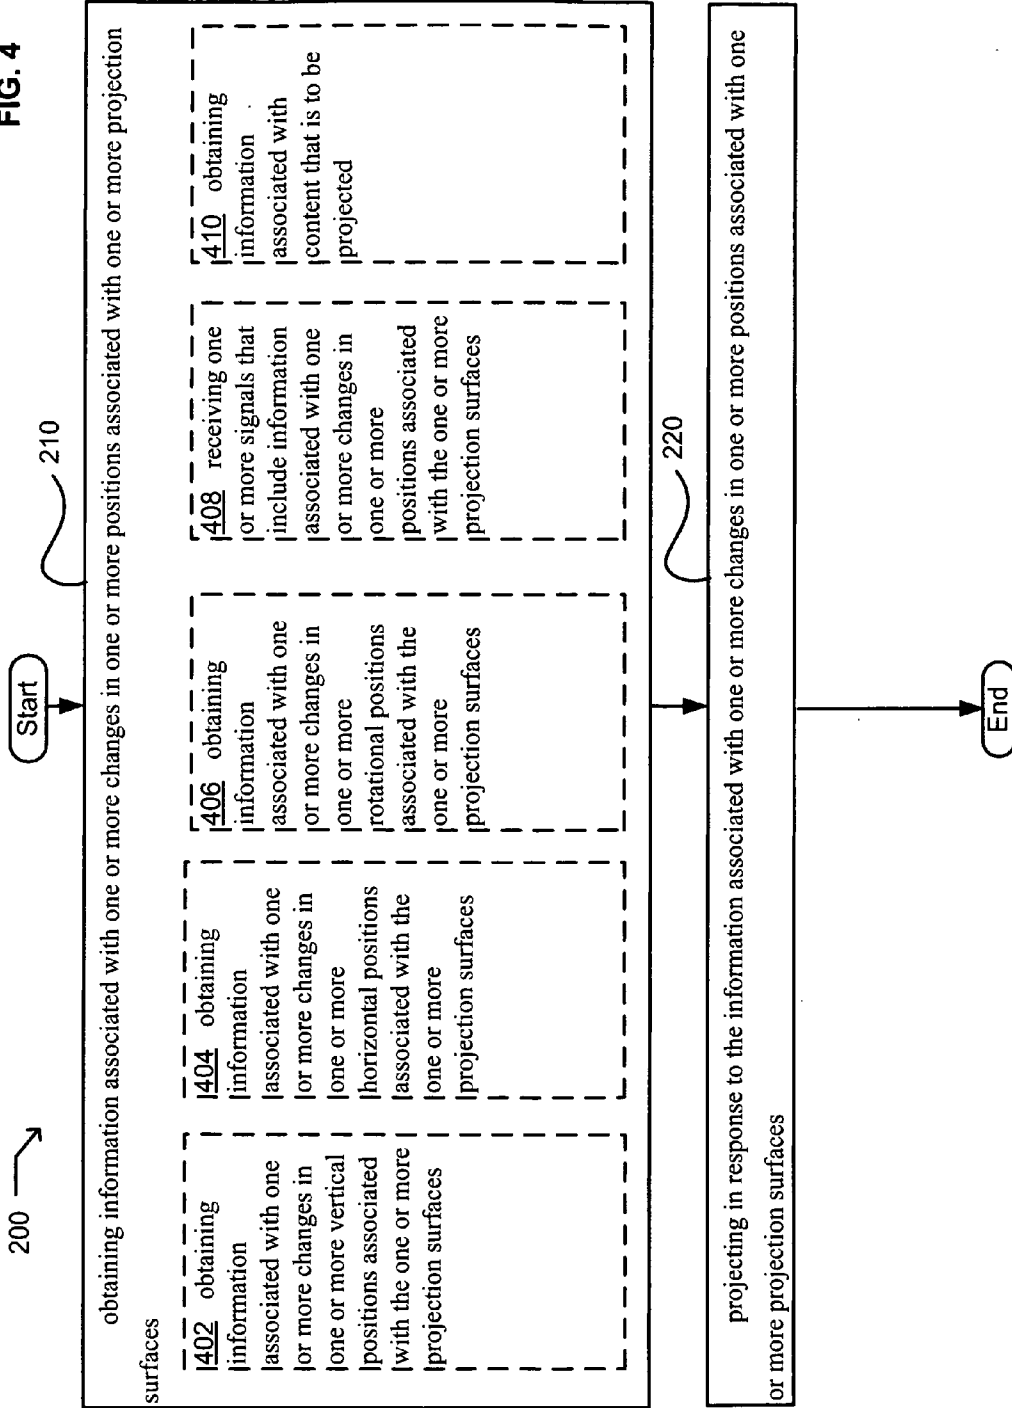 FIG. 4
200
Start
210
obtaining information associated with one or more changes in one or more positions associated with one or more projection
surfaces
402 obtaining
information
associated with one
or more changes in
one or more vertical
positions associated
with the one or more
projection surfaces
404 obtaining
information
associated with one
or more changes in
one or more
horizontal positions
associated with the
one or more
projection surfaces
406 obtaining
information
associated with one
or more changes in
one or more
rotational positions
associated with the
one or more
projection surfaces
408 receiving one
or more signals that
include information
associated with one
or more changes in
one or more
positions associated
with the one or more
projection surfaces
410 obtaining
information
associated with
content that is to be
projected
220
projecting in response to the information associated with one or more changes in one or more positions associated with one
or more projection surfaces
End